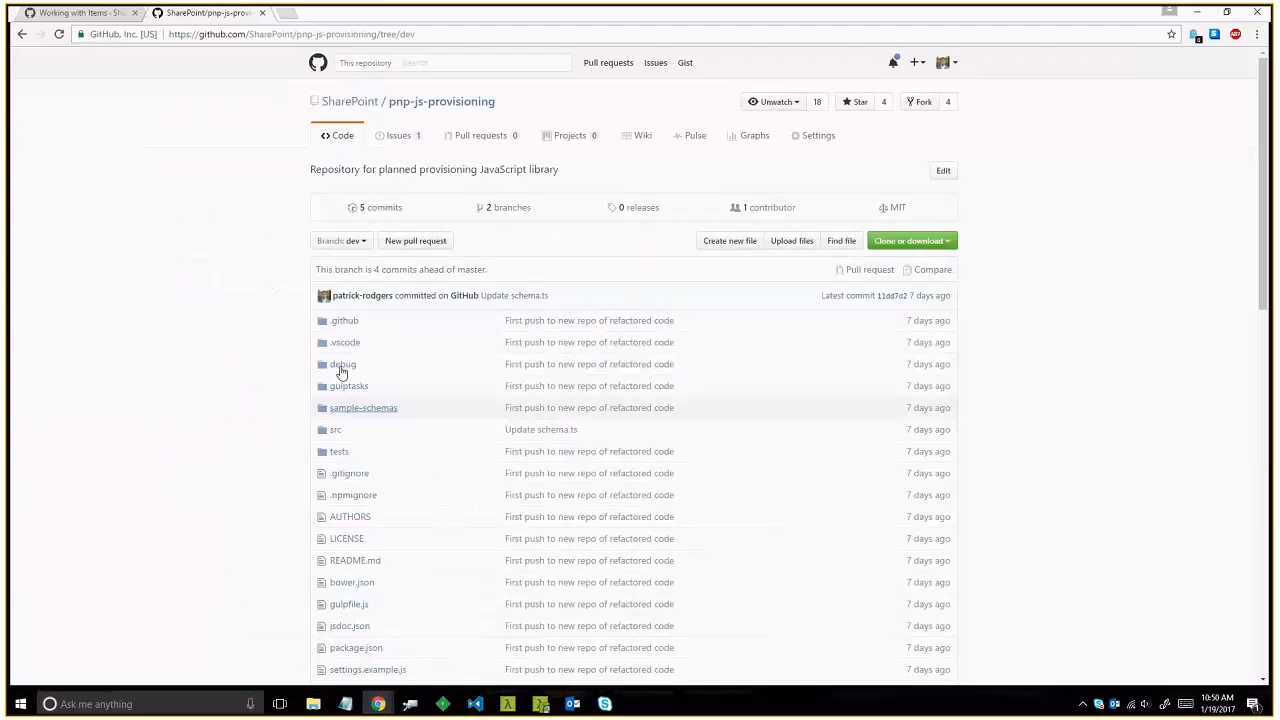 Working with Items · Sh
SharePoint/pnp-js-provi
GitHub, Inc. [US] https://github.com/SharePoint/pnp-js-provisioning/tree/dev
This repository Search Pull requests Issues Gist
SharePoint / pnp-js-provisioning
Unwatch 18 Star 4 Fork 4
Code Issues 1 Pull requests 0 Projects 0 Wiki Pulse Graphs Settings
Repository for planned provisioning JavaScript library
Edit
5 commits 2 branches 0 releases 1 contributor MIT
Branch: dev New pull request Create new file Upload files Find file Clone or download
This branch is 4 commits ahead of master. Pull request Compare
patrick-rodgers committed on GitHub Update schema.ts Latest commit 11dd7d2 7 days ago
.github First push to new repo of refactored code 7 days ago
.vscode First push to new repo of refactored code 7 days ago
debug First push to new repo of refactored code 7 days ago
gulptasks First push to new repo of refactored code 7 days ago
sample-schemas First push to new repo of refactored code 7 days ago
src Update schema.ts 7 days ago
tests First push to new repo of refactored code 7 days ago
.gitignore First push to new repo of refactored code 7 days ago
.npmignore First push to new repo of refactored code 7 days ago
AUTHORS First push to new repo of refactored code 7 days ago
LICENSE First push to new repo of refactored code 7 days ago
README.md First push to new repo of refactored code 7 days ago
bower.json First push to new repo of refactored code 7 days ago
gulpfile.js First push to new repo of refactored code 7 days ago
jsdoc.json First push to new repo of refactored code 7 days ago
package.json First push to new repo of refactored code 7 days ago
settings.example.js First push to new repo of refactored code 7 days ago
Ask me anything
10:50 AM
1/19/2017